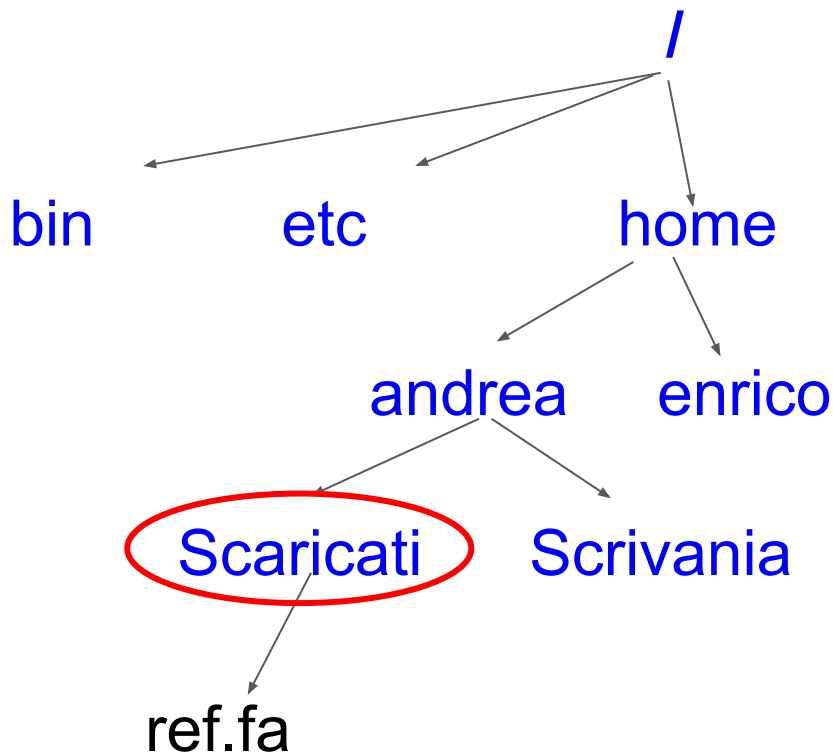 /
bin etc home
andrea enrico
Scaricati Scrivania
ref.fa